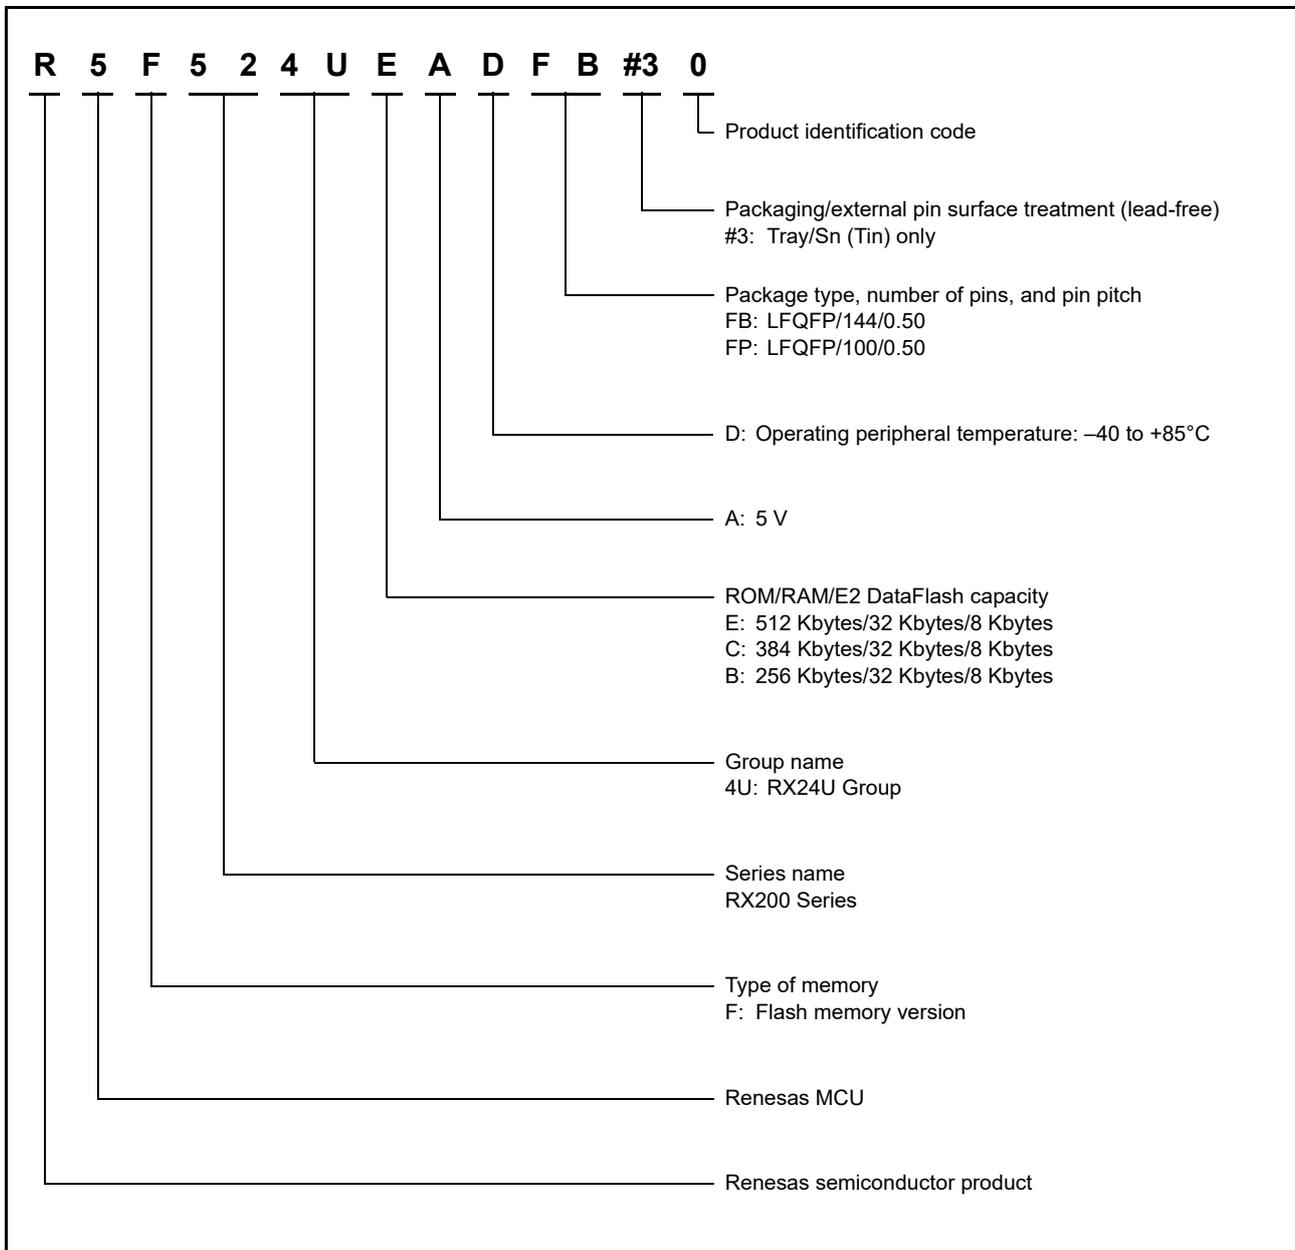 R 5 F 5 2 4 U E A D F B #3 0
Product identification code
Packaging/external pin surface treatment (lead-free)
#3: Tray/Sn (Tin) only
Package type, number of pins, and pin pitch
FB: LFQFP/144/0.50
FP: LFQFP/100/0.50
D: Operating peripheral temperature: –40 to +85°C
A: 5 V
ROM/RAM/E2 DataFlash capacity
E: 512 Kbytes/32 Kbytes/8 Kbytes
C: 384 Kbytes/32 Kbytes/8 Kbytes
B: 256 Kbytes/32 Kbytes/8 Kbytes
Group name
4U: RX24U Group
Series name
RX200 Series
Type of memory
F: Flash memory version
Renesas MCU
Renesas semiconductor product